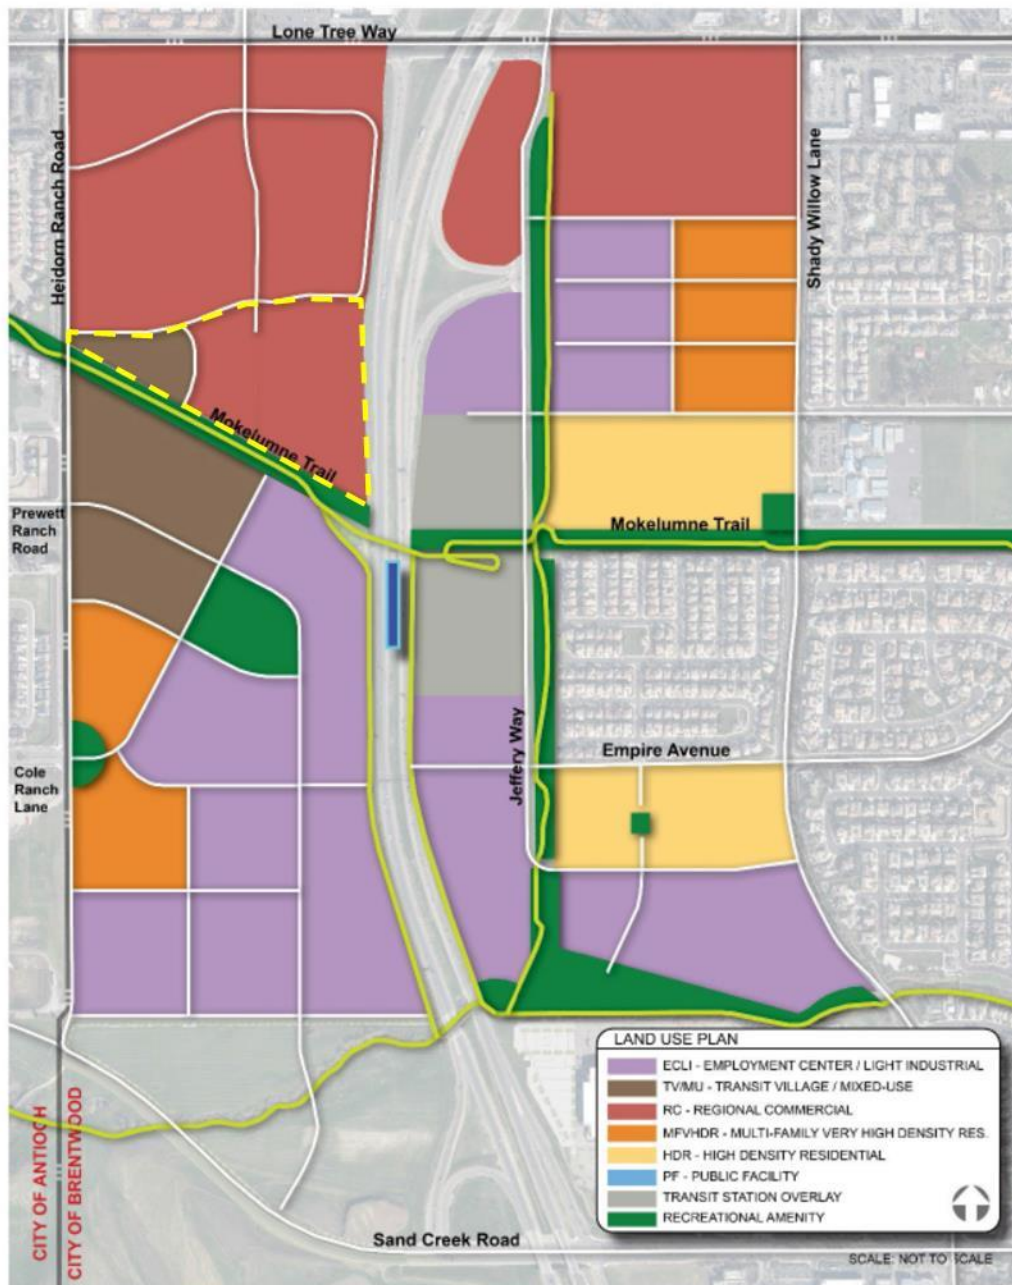 Lone Tree Way
Heidorn Ranch Road
Shady Willow Lane
Mokelumne Trail
Prewett
Ranch
Road
Mokelumne Trail
Jeffery Way
Empire Avenue
Cole
Ranch
Lane
CITY OF ANTIOCH
CITY OF BRENTWOOD
Sand Creek Road
LAND USE PLAN
ECLI - EMPLOYMENT CENTER / LIGHT INDUSTRIAL
TV/MU - TRANSIT VILLAGE / MIXED-USE
RC - REGIONAL COMMERCIAL
MFVHDR - MULTI-FAMILY VERY HIGH DENSITY RES.
HDR - HIGH DENSITY RESIDENTIAL
PF - PUBLIC FACILITY
TRANSIT STATION OVERLAY
RECREATIONAL AMENITY
SCALE: NOT TO SCALE